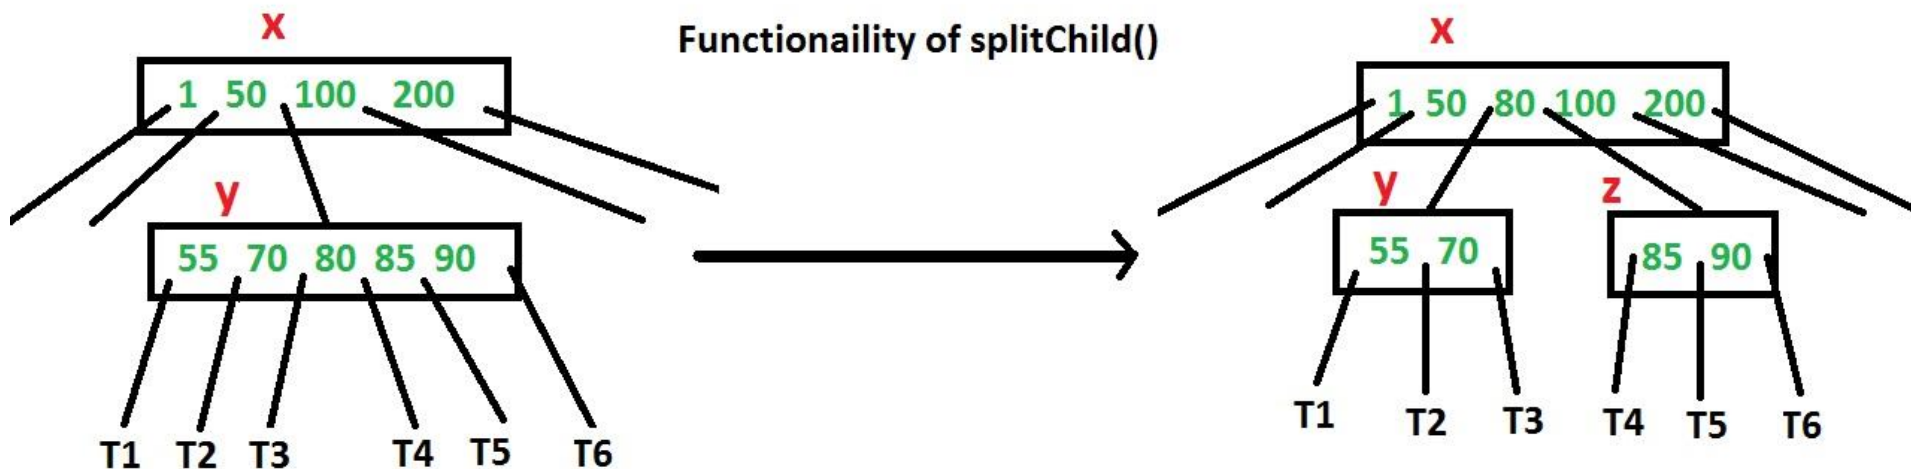 Functionaility of splitChild()
x
1 50 100 200
y
55 70 80 85 90
T1 T2 T3 T4 T5 T6
x
1 50 80 100 200
y
z
55 70
85 90
T1 T2 T3 T4 T5 T6